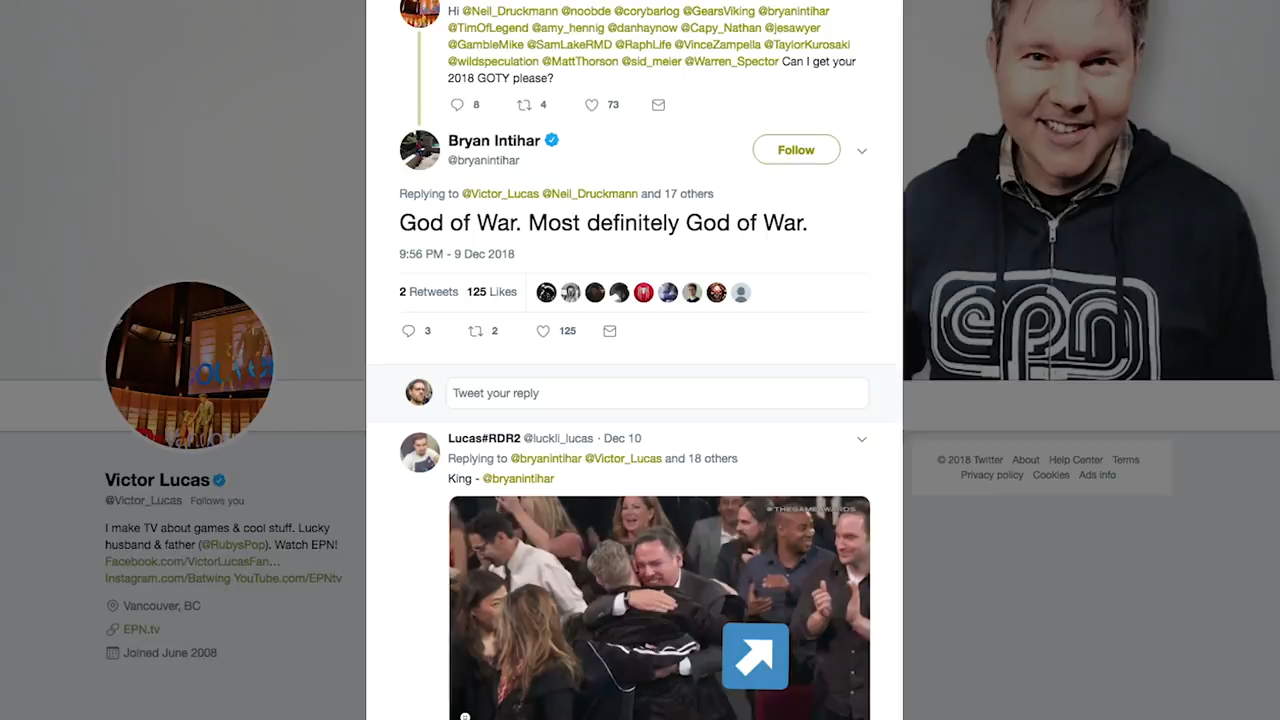 Hi @Neil_Druckmann @noobde @corybarlog @GearsViking @bryanintihar
@TimOfLegend @amy_hennig @danhaynow @Capy_Nathan @jesawyer
@GambleMike @SamLakeRMD @RaphLife @VinceZampella @TaylorKurosaki
@wildspeculation @MattThorson @sid_meier @Warren_Spector Can I get your
2018 GOTY please?
8 4 73
Bryan Intihar
@bryanintihar
Follow
Replying to @Victor_Lucas @Neil_Druckmann and 17 others
God of War. Most definitely God of War.
9:56 PM - 9 Dec 2018
2 Retweets 125 Likes
3 2 125
Tweet your reply
Lucas#RDR2 @luckli_lucas · Dec 10
Replying to @bryanintihar @Victor_Lucas and 18 others
King - @bryanintihar
#THEGAMEAWARDS
Victor Lucas
@Victor_Lucas Follows you
I make TV about games & cool stuff. Lucky
husband & father (@RubysPop). Watch EPN!
Facebook.com/VictorLucasFan…
Instagram.com/Batwing YouTube.com/EPNtv
Vancouver, BC
EPN.tv
Joined June 2008
epn
© 2018 Twitter About Help Center Terms
Privacy policy Cookies Ads info